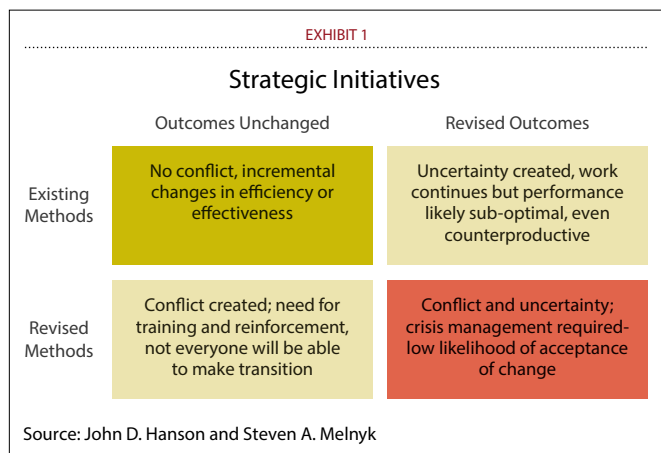 EXHIBIT 1
Strategic Initiatives
Outcomes Unchanged
Revised Outcomes
Existing
Methods
No conflict, incremental
changes in efficiency or
effectiveness
Uncertainty created, work
continues but performance
likely sub-optimal, even
counterproductive
Revised
Methods
Conflict created; need for
training and reinforcement,
not everyone will be able
to make transition
Conflict and uncertainty;
crisis management required-
low likelihood of acceptance
of change
Source: John D. Hanson and Steven A. Melnyk